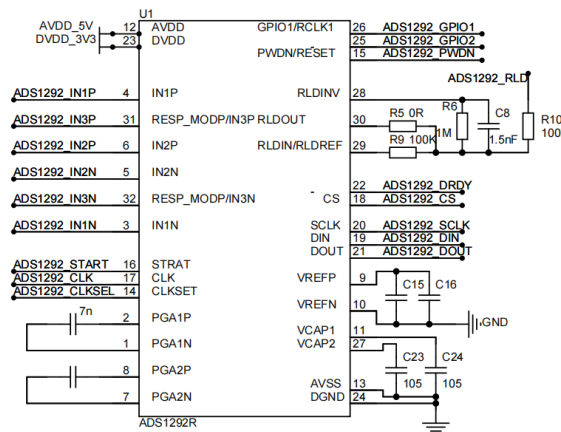 U1
AVDD_5V 12 AVDD GPIO1/RCLK1 26 ADS1292_GPIO1
DVDD_3V3 23 DVDD 25 ADS1292_GPIO2
PWDN/RESET 15 ADS1292_PWDN
ADS1292_RLD
ADS1292_IN1P 4 IN1P RLDINV 28 R6 C8 R10
ADS1292_IN3P 31 RESP_MODP/IN3P RLDOUT 30 R5 0R 100
ADS1292_IN2P 6 IN2P RLDIN/RLDREF 29 R9 100K 1M 1.5nF
ADS1292_IN2N 5 IN2N
22 ADS1292_DRDY
ADS1292_IN3N 32 RESP_MODP/IN3N CS 18 ADS1292_CS
ADS1292_IN1N 3 IN1N SCLK 20 ADS1292_SCLK
DIN 19 ADS1292_DIN
DOUT 21 ADS1292_DOUT
ADS1292_START 16 STRAT
ADS1292_CLK 17 CLK VREFP 9 C15 C16
ADS1292_CLKSEL 14 CLKSET
7n 2 PGA1P VREFN 10 GND
VCAP1 11
1 PGA1N VCAP2 27
8 PGA2P C23 C24
AVSS 13 105 105
7 PGA2N DGND 24
ADS1292R